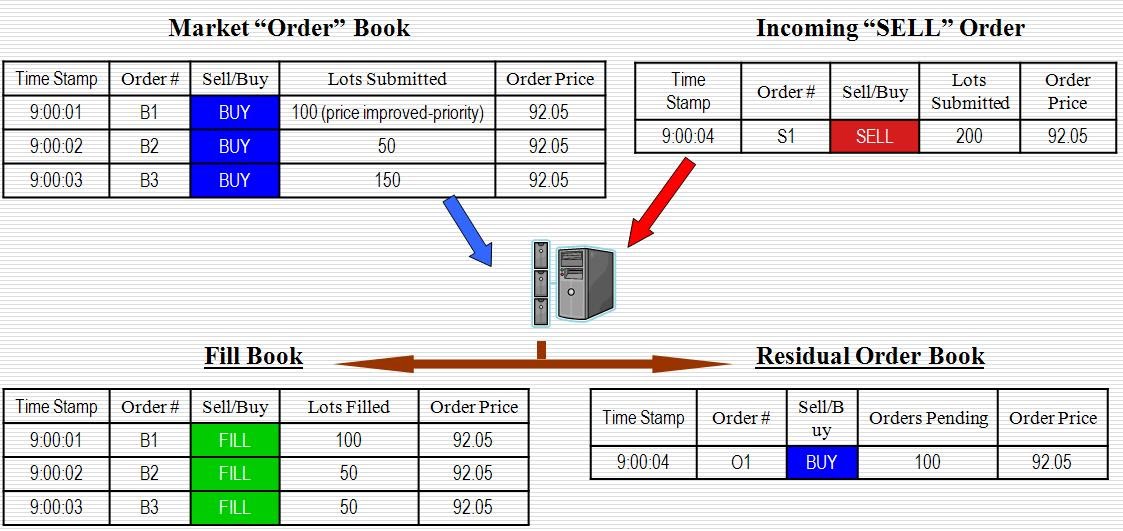 Market “Order” Book
Time Stamp Order # Sell/Buy Lots Submitted Order Price
9:00:01 B1 BUY 100 (price improved-priority) 92.05
9:00:02 B2 BUY 50 92.05
9:00:03 B3 BUY 150 92.05
Incoming “SELL” Order
Time
Stamp Order # Sell/Buy Lots
Submitted Order
Price
9:00:04 S1 SELL 200 92.05
Fill Book
Time Stamp Order # Sell/Buy Lots Filled Order Price
9:00:01 B1 FILL 100 92.05
9:00:02 B2 FILL 50 92.05
9:00:03 B3 FILL 50 92.05
Residual Order Book
Time Stamp Order # Sell/B
uy Orders Pending Order Price
9:00:04 O1 BUY 100 92.05